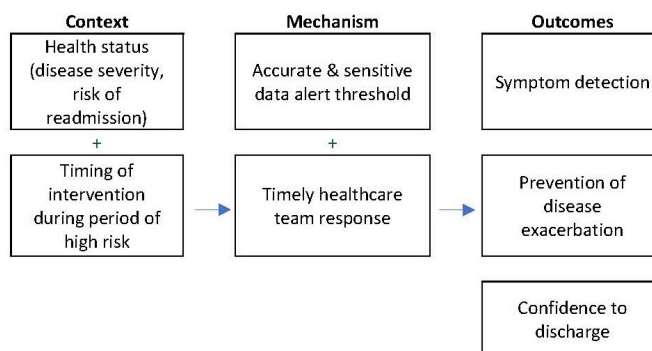 Context
Mechanism
Outcomes
Health status
(disease severity,
risk of
readmission)
Accurate & sensitive
data alert threshold
Symptom detection
+
+
Timing of
intervention
during period of
high risk
Timely healthcare
team response
Prevention of
disease
exacerbation
Confidence to
discharge